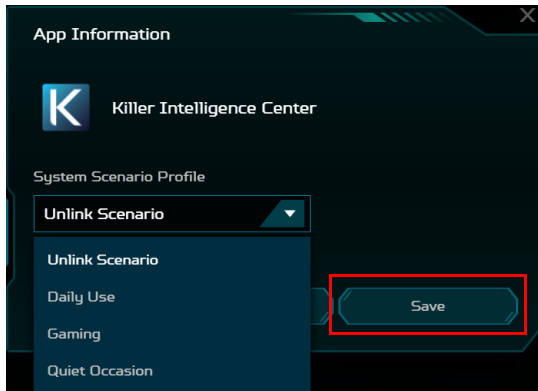 X
App Information
K
Killer Intelligence Center
System Scenario Profile
Unlink Scenario
Unlink Scenario
Daily Use
Save
Gaming
Quiet Occasion